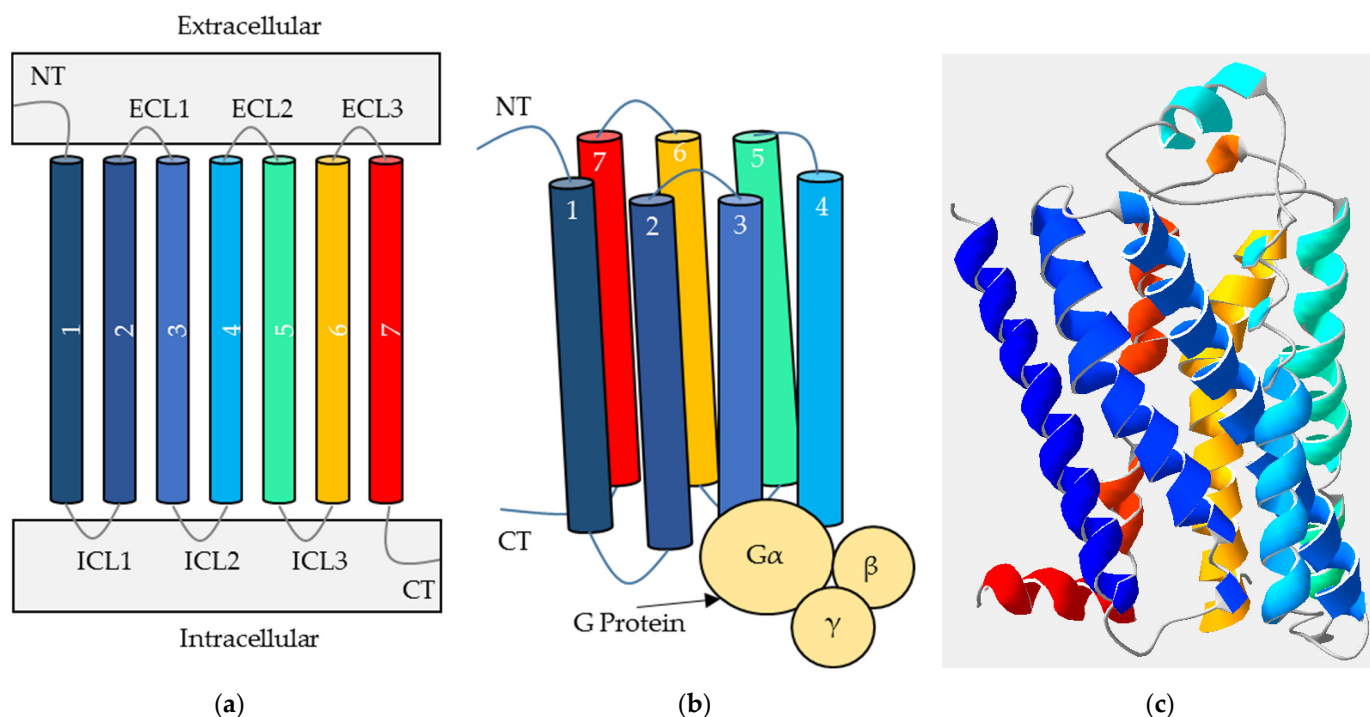 Extracellular
NT
ECL1 ECL2 ECL3
1 2 3 4 5 6 7
ICL1 ICL2 ICL3
CT
Intracellular
(a)
NT
7 6 5
1 2 3 4
CT
Gα β
γ
G Protein
(b)
(c)